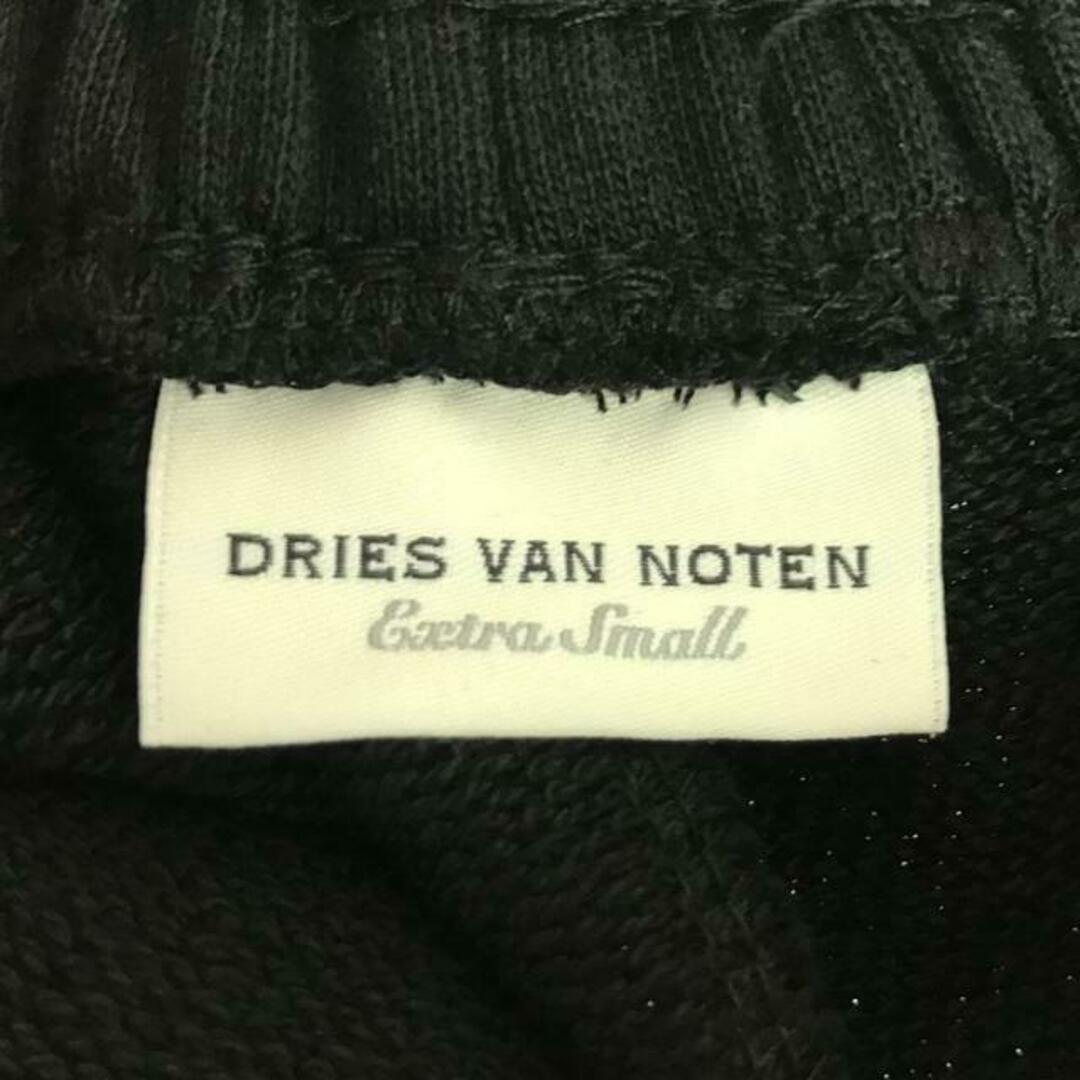 DRIES VAN NOTEN
Extra Small